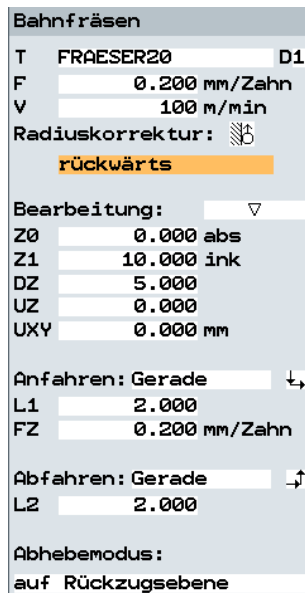 Bahnfräsen
T FRAESER20 D1
F 0.200 mm/Zahn
V 100 m/min
Radiuskorrektur:
rückwärts
Bearbeitung: ▽
Z0 0.000 abs
Z1 10.000 ink
DZ 5.000
UZ 0.000
UXY 0.000 mm
Anfahren: Gerade
L1 2.000
FZ 0.200 mm/Zahn
Abfahren: Gerade
L2 2.000
Abhebemodus:
auf Rückzugsebene